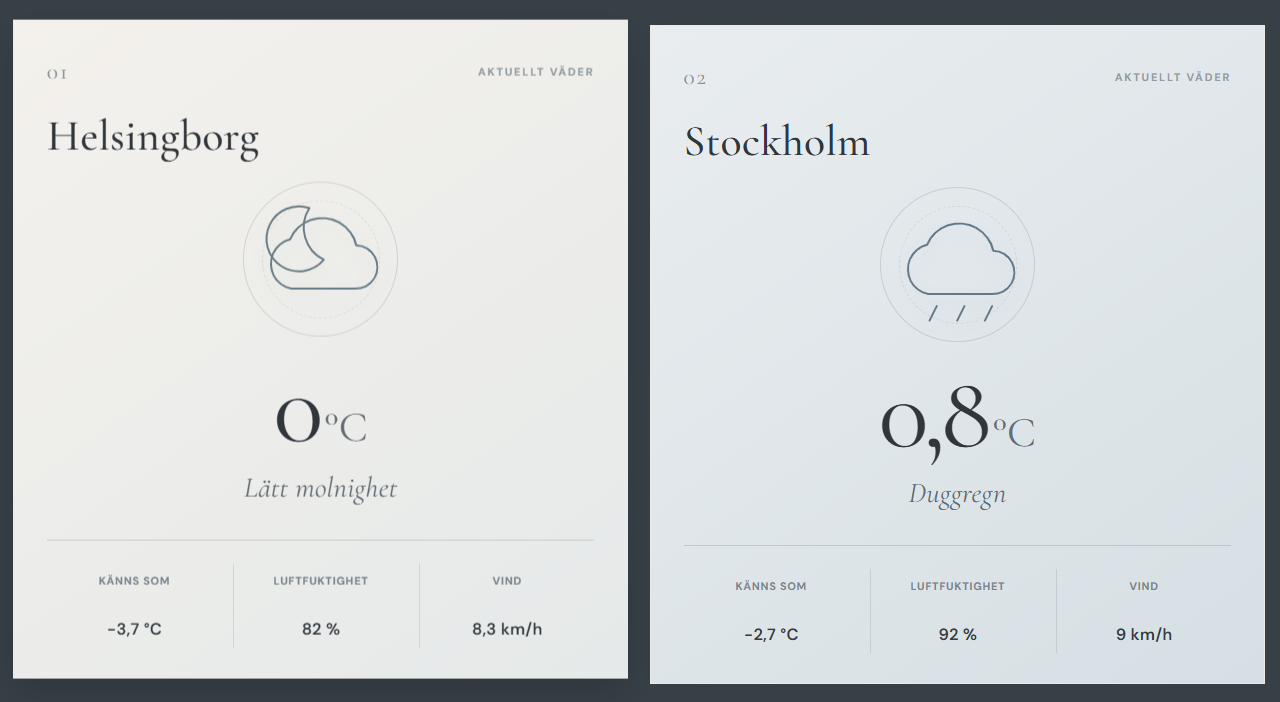 01 AKTUELLT VÄDER
Helsingborg
0°C
Lätt molnighet
KÄNNS SOM LUFTFUKTIGHET VIND
−3,7 °C 82 % 8,3 km/h
02 AKTUELLT VÄDER
Stockholm
0,8°C
Duggregn
KÄNNS SOM LUFTFUKTIGHET VIND
−2,7 °C 92 % 9 km/h